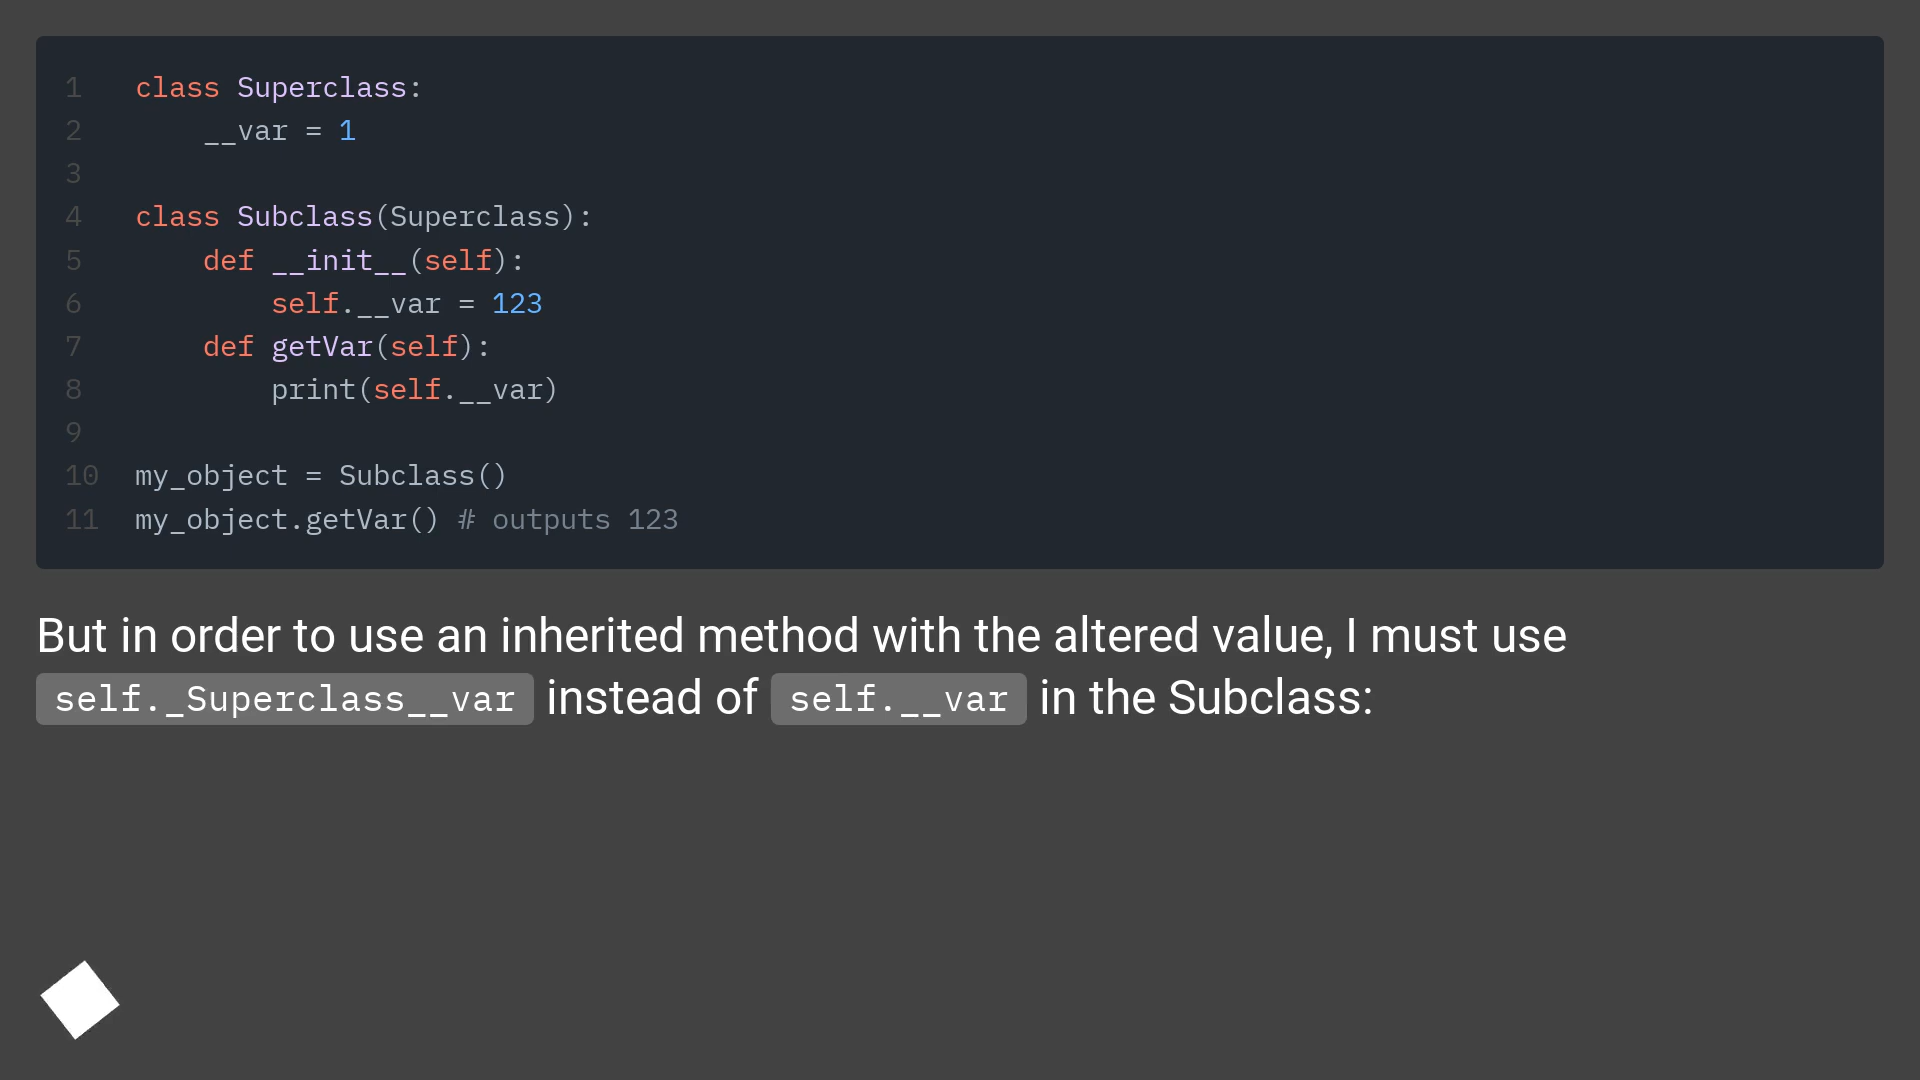 1 class Superclass:
2     __var = 1
3
4 class Subclass(Superclass):
5     def __init__(self):
6         self.__var = 123
7     def getVar(self):
8         print(self.__var)
9
10 my_object = Subclass()
11 my_object.getVar() # outputs 123
But in order to use an inherited method with the altered value, I must use
self._Superclass__var instead of self.__var in the Subclass: